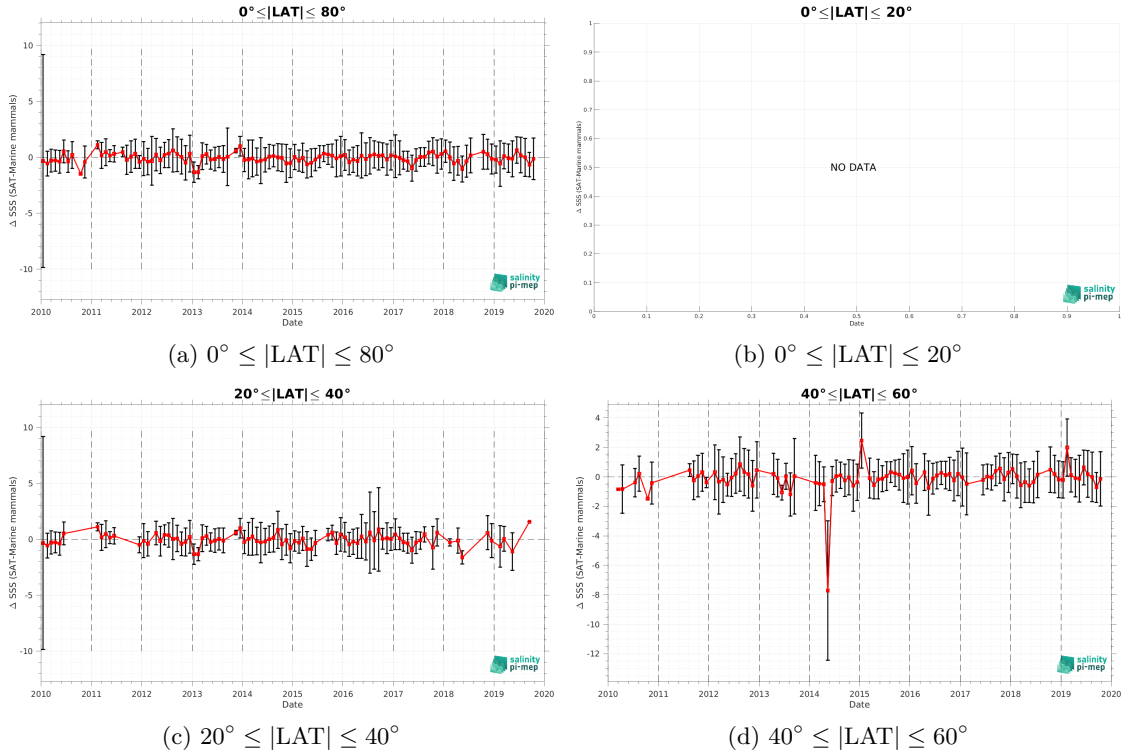 0°≤|LAT|≤ 80°
Δ SSS (SAT-Marine mammals)
10
5
0
-5
-10
2010 2011 2012 2013 2014 2015 2016 2017 2018 2019 2020
Date
salinity
pi-mep
(a) 0° ≤ |LAT| ≤ 80°
0°≤|LAT|≤ 20°
Δ SSS (SAT-Marine mammals)
1
0.9
0.8
0.7
0.6
0.5
0.4
0.3
0.2
0.1
0
NO DATA
0 0.1 0.2 0.3 0.4 0.5 0.6 0.7 0.8 0.9 1
Date
salinity
pi-mep
(b) 0° ≤ |LAT| ≤ 20°
20°≤|LAT|≤ 40°
Δ SSS (SAT-Marine mammals)
10
5
0
-5
-10
2010 2011 2012 2013 2014 2015 2016 2017 2018 2019 2020
Date
salinity
pi-mep
(c) 20° ≤ |LAT| ≤ 40°
40°≤|LAT|≤ 60°
Δ SSS (SAT-Marine mammals)
4
2
0
-2
-4
-6
-8
-10
-12
2010 2011 2012 2013 2014 2015 2016 2017 2018 2019 2020
Date
salinity
pi-mep
(d) 40° ≤ |LAT| ≤ 60°